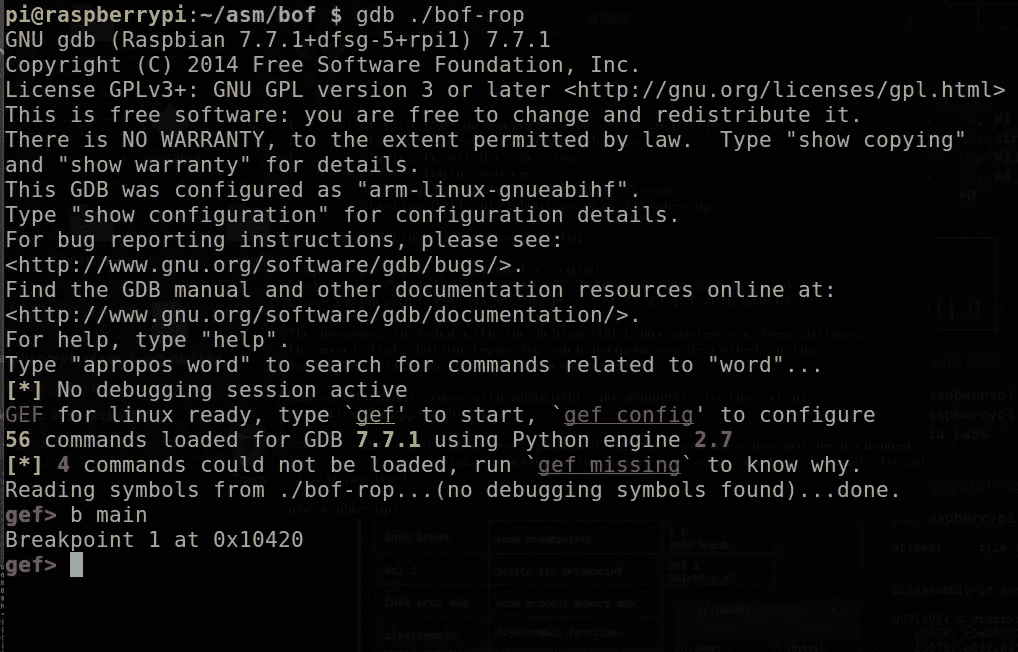 pi@raspberrypi:~/asm/bof $ gdb ./bof-rop
GNU gdb (Raspbian 7.7.1+dfsg-5+rpi1) 7.7.1
Copyright (C) 2014 Free Software Foundation, Inc.
License GPLv3+: GNU GPL version 3 or later <http://gnu.org/licenses/gpl.html>
This is free software: you are free to change and redistribute it.
There is NO WARRANTY, to the extent permitted by law.  Type "show copying"
and "show warranty" for details.
This GDB was configured as "arm-linux-gnueabihf".
Type "show configuration" for configuration details.
For bug reporting instructions, please see:
<http://www.gnu.org/software/gdb/bugs/>.
Find the GDB manual and other documentation resources online at:
<http://www.gnu.org/software/gdb/documentation/>.
For help, type "help".
Type "apropos word" to search for commands related to "word"...
[*] No debugging session active
GEF for linux ready, type `gef' to start, `gef config' to configure
56 commands loaded for GDB 7.7.1 using Python engine 2.7
[*] 4 commands could not be loaded, run `gef missing` to know why.
Reading symbols from ./bof-rop...(no debugging symbols found)...done.
gef> b main
Breakpoint 1 at 0x10420
gef>